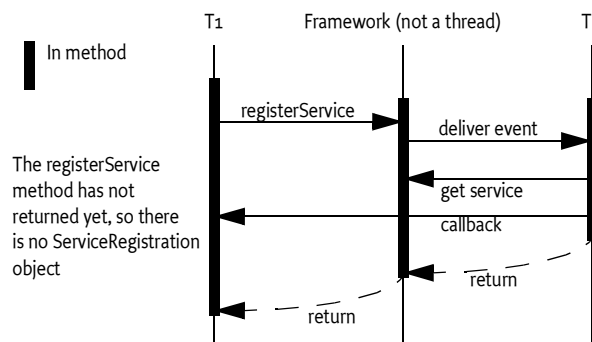 T1 Framework (not a thread) T
In method
registerService
deliver event
The registerService
method has not
returned yet, so there
is no ServiceRegistration
object
get service
callback
return
return